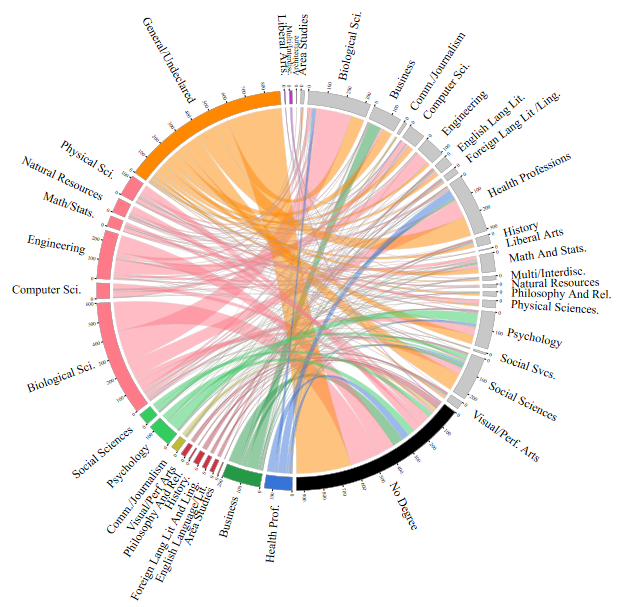 General/Undeclared
Liberal Arts.
Area Studies
Biological Sci.
Business
Comm./Journalism
Computer Sci.
Engineering
English Lang Lit.
Foreign Lang Lit /Ling.
Health Professions
History
Liberal Arts
Math And Stats.
Multi/Interdisc.
Natural Resources
Philosophy And Rel.
Physical Sciences.
Psychology
Social Svcs.
Social Sciences
Visual/Perf. Arts
No Degree
Health Prof.
Business
Area Studies
English Language/Lit.
Foreign Lang Lit And Ling.
History.
Philosophy And Rel.
Visual/Perf Arts
Comm./Journalism
Psychology
Social Sciences
Biological Sci.
Computer Sci.
Engineering
Math/Stats.
Natural Resources
Physical Sci.